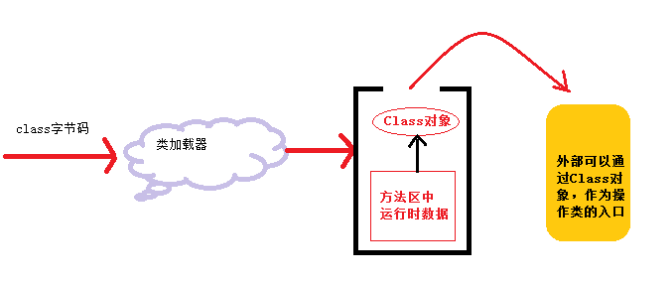 class字节码
类加载器
Class对象
方法区中
运行时数据
外部可以通
过Class对
象，作为操
作类的入口